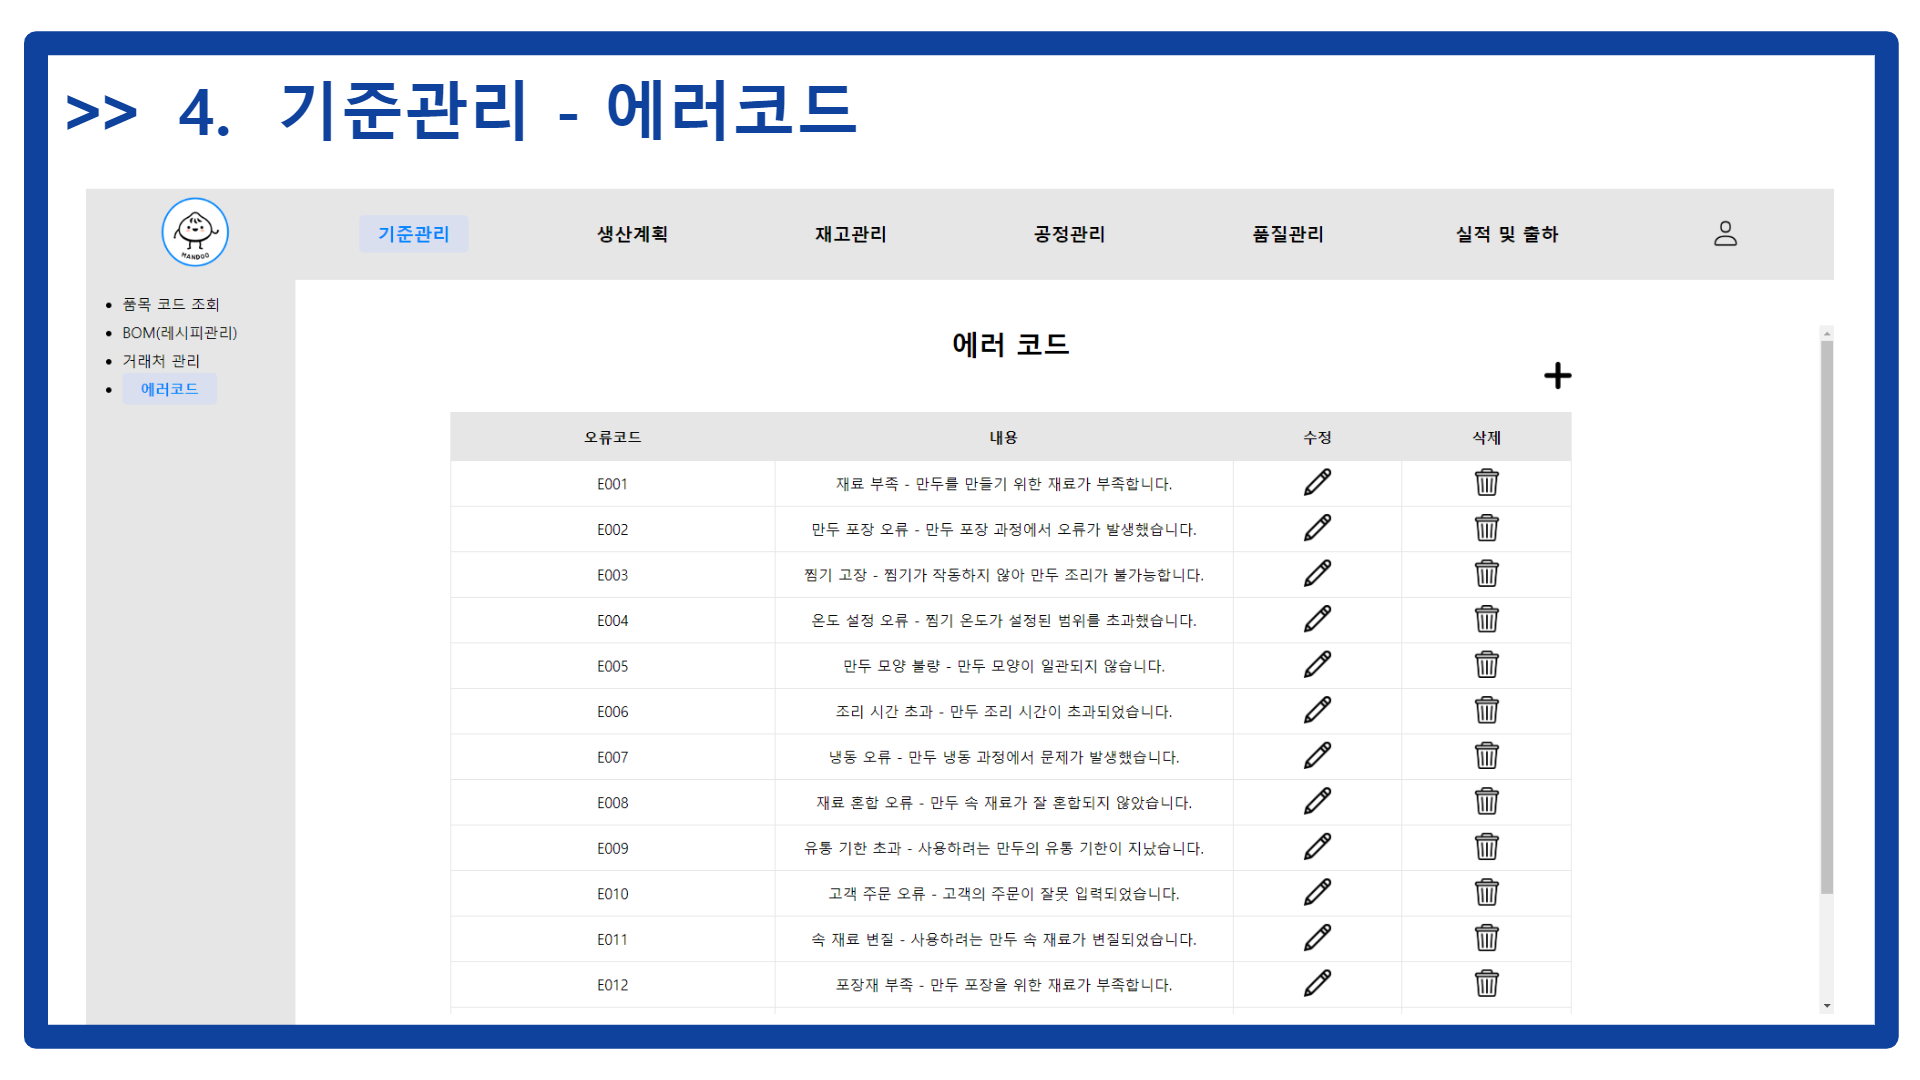 >> 4. 기준관리 - 에러코드
MANDOO
기준관리 생산계획 재고관리 공정관리 품질관리 실적 및 출하
품목 코드 조회
BOM(레시피관리)
거래처 관리
에러코드
에러 코드
오류코드 내용 수정 삭제
E001 재료 부족 - 만두를 만들기 위한 재료가 부족합니다.
E002 만두 포장 오류 - 만두 포장 과정에서 오류가 발생했습니다.
E003 찜기 고장 - 찜기가 작동하지 않아 만두 조리가 불가능합니다.
E004 온도 설정 오류 - 찜기 온도가 설정된 범위를 초과했습니다.
E005 만두 모양 불량 - 만두 모양이 일관되지 않습니다.
E006 조리 시간 초과 - 만두 조리 시간이 초과되었습니다.
E007 냉동 오류 - 만두 냉동 과정에서 문제가 발생했습니다.
E008 재료 혼합 오류 - 만두 속 재료가 잘 혼합되지 않았습니다.
E009 유통 기한 초과 - 사용하려는 만두의 유통 기한이 지났습니다.
E010 고객 주문 오류 - 고객의 주문이 잘못 입력되었습니다.
E011 속 재료 변질 - 사용하려는 만두 속 재료가 변질되었습니다.
E012 포장재 부족 - 만두 포장을 위한 재료가 부족합니다.